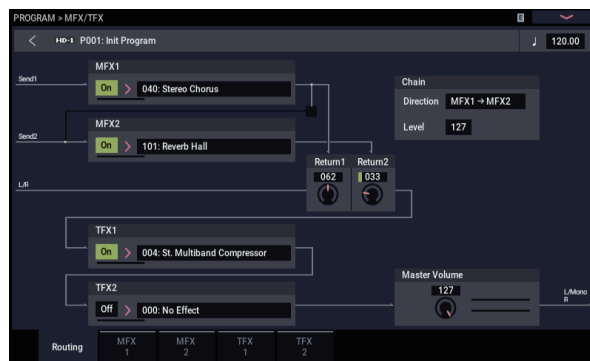 PROGRAM > MFX/TFX
HD-1 P001: Init Program
♩ 120.00
MFX1
Send1
On > 040: Stereo Chorus
Chain
Direction MFX1→MFX2
Level 127
MFX2
Send2
On > 101: Reverb Hall
Return1 Return2
062 033
L/R
TFX1
On > 004: St. Multiband Compressor
TFX2
Off > 000: No Effect
Master Volume
127
L/Mono
R
Routing
MFX
1
MFX
2
TFX
1
TFX
2